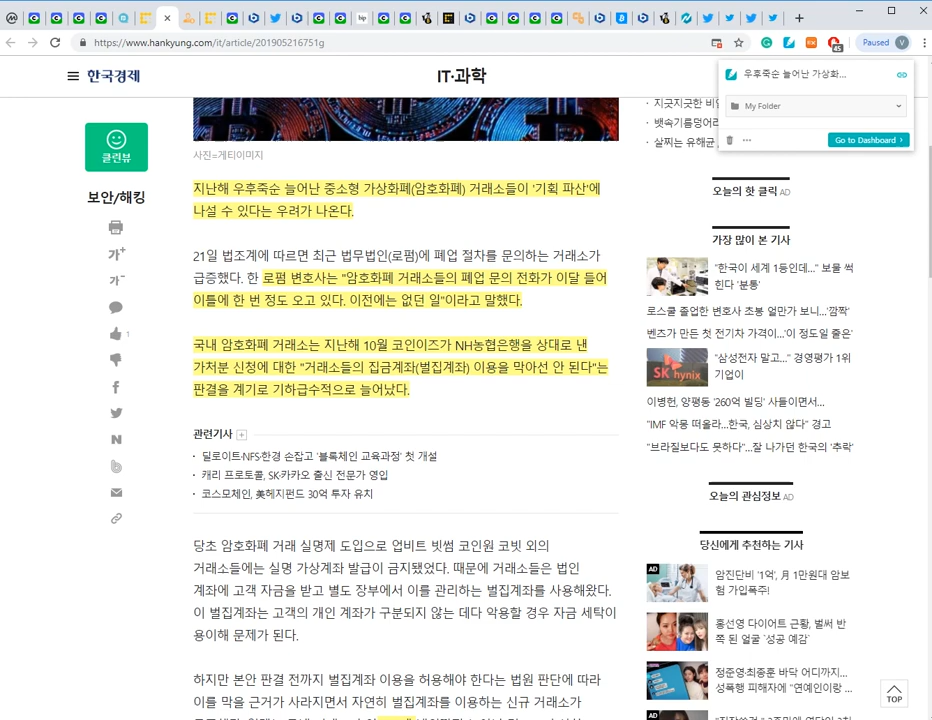 https://www.hankyung.com/it/article/201905216751g
45
Paused
V
한국경제
IT·과학
우후죽순 늘어난 가상화...
My Folder
Go to Dashboard ›
클린뷰
보안/해킹
가+
가-
1
사진=게티이미지
지난해 우후죽순 늘어난 중소형 가상화폐(암호화폐) 거래소들이 '기획 파산'에
나설 수 있다는 우려가 나온다.
21일 법조계에 따르면 최근 법무법인(로펌)에 폐업 절차를 문의하는 거래소가
급증했다. 한 로펌 변호사는 "암호화폐 거래소들의 폐업 문의 전화가 이달 들어
이틀에 한 번 정도 오고 있다. 이전에는 없던 일"이라고 말했다.
국내 암호화폐 거래소는 지난해 10월 코인이즈가 NH농협은행을 상대로 낸
가처분 신청에 대한 "거래소들의 집금계좌(벌집계좌) 이용을 막아선 안 된다"는
판결을 계기로 기하급수적으로 늘어났다.
관련기사
· 딜로이트·NFS·한경 손잡고 '블록체인 교육과정' 첫 개설
· 캐리 프로토콜, SK·카카오 출신 전문가 영입
· 코스모체인, 美헤지펀드 30억 투자 유치
당초 암호화폐 거래 실명제 도입으로 업비트 빗썸 코인원 코빗 외의
거래소들에는 실명 가상계좌 발급이 금지됐었다. 때문에 거래소들은 법인
계좌에 고객 자금을 받고 별도 장부에서 이를 관리하는 벌집계좌를 사용해왔다.
이 벌집계좌는 고객의 개인 계좌가 구분되지 않는 데다 악용할 경우 자금 세탁이
용이해 문제가 된다.
하지만 본안 판결 전까지 벌집계좌 이용을 허용해야 한다는 법원 판단에 따라
이를 막을 근거가 사라지면서 자연히 벌집계좌를 이용하는 신규 거래소가
· 지긋지긋한 비
· 뱃속기름덩어리
· 살찌는 유해균
오늘의 핫 클릭 AD
가장 많이 본 기사
"한국이 세계 1등인데..." 보물 썩
힌다 '분통'
로스쿨 졸업한 변호사 초봉 얼만가 보니...'깜짝'
벤츠가 만든 첫 전기차 가격이...'이 정도일 줄은'
"삼성전자 말고..." 경영평가 1위
기업이
SK hynix
이병헌, 양평동 '260억 빌딩' 사들이면서...
"IMF 악몽 떠올라...한국, 심상치 않다" 경고
"브라질보다도 못하다"...잘 나가던 한국의 '추락'
오늘의 관심정보 AD
당신에게 추천하는 기사
AD
암진단비 '1억', 月 1만원대 암보
험 가입폭주!
홍선영 다이어트 근황, 벌써 반
쪽 된 얼굴 '성공 예감'
정준영·최종훈 바닥 어디까지...
성폭행 피해자에 "연예인이랑 ...
AD
TOP